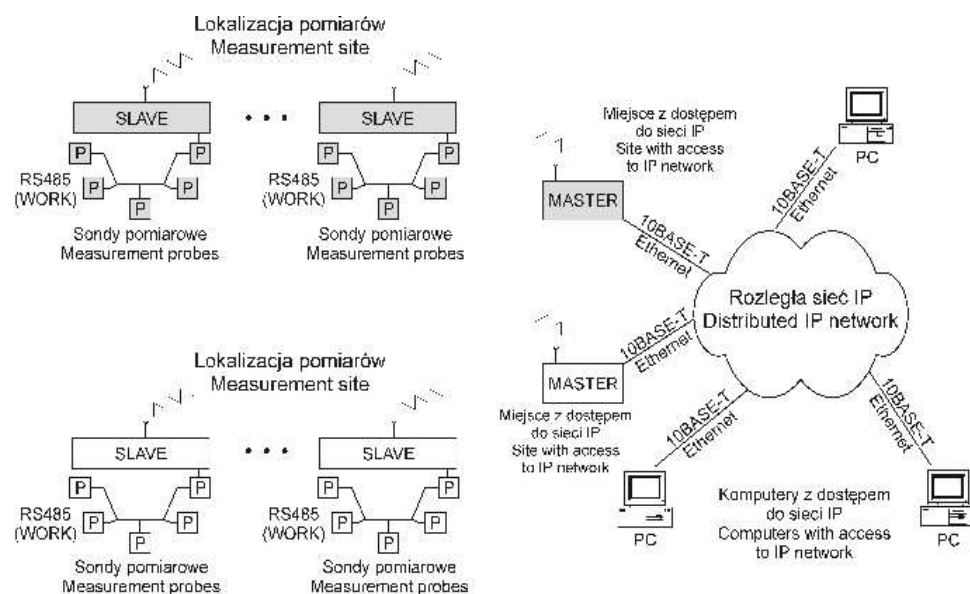 Lokalizacja pomiarów
Measurement site
SLAVE
• • •
SLAVE
P
P
P
P
P
RS485
(WORK)
P
P
P
P
P
RS485
(WORK)
Sondy pomiarowe
Measurement probes
Sondy pomiarowe
Measurement probes
Lokalizacja pomiarów
Measurement site
SLAVE
• • •
SLAVE
P
P
P
P
P
RS485
(WORK)
P
P
P
P
P
RS485
(WORK)
Sondy pomiarowe
Measurement probes
Sondy pomiarowe
Measurement probes
Miejsce z dostępem
do sieci IP
Site with access
to IP network
MASTER
10BASE-T
Ethernet
PC
10BASE-T
Ethernet
Rozległa sieć IP
Distributed IP network
MASTER
10BASE-T
Ethernet
Miejsce z dostępem
do sieci IP
Site with access
to IP network
10BASE-T
Ethernet
PC
10BASE-T
Ethernet
PC
Komputery z dostępem
do sieci IP
Computers with access
to IP network